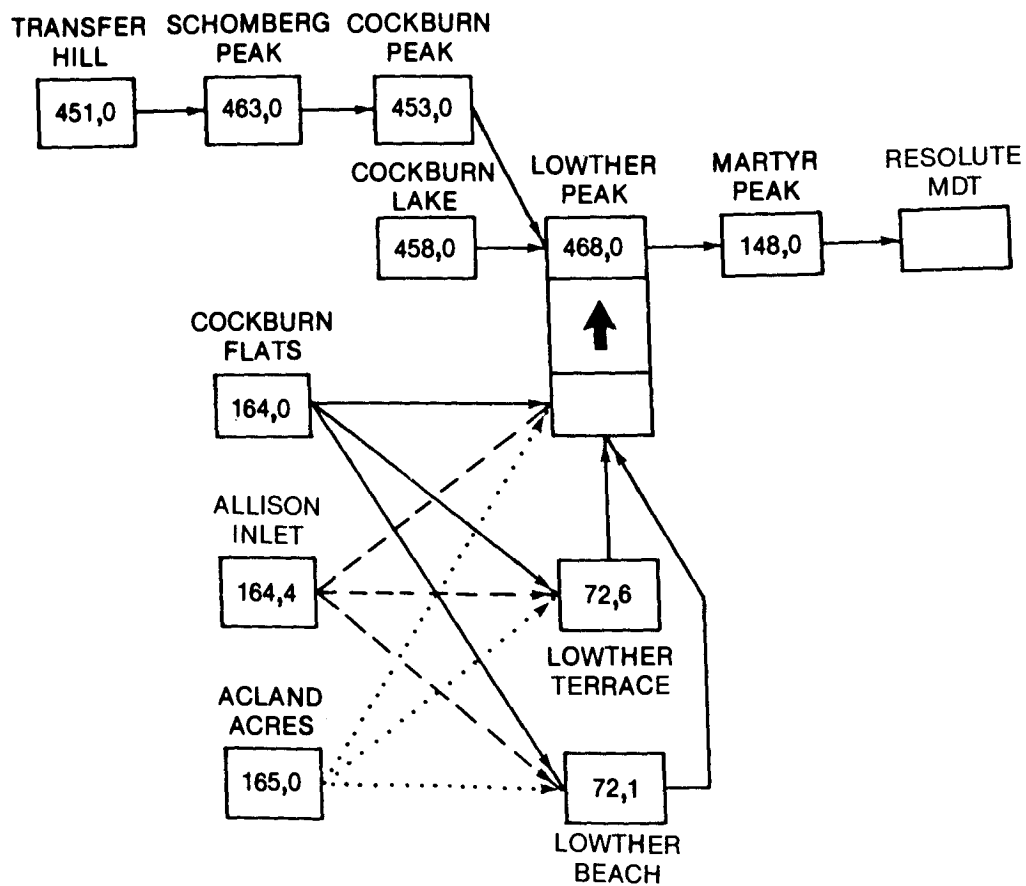 TRANSFER HILL
SCHOMBERG PEAK
COCKBURN PEAK
451,0
463,0
453,0
COCKBURN LAKE
LOWTHER PEAK
MARTYR PEAK
RESOLUTE MDT
458,0
468,0
148,0
COCKBURN FLATS
164,0
ALLISON INLET
164,4
72,6
LOWTHER TERRACE
ACLAND ACRES
165,0
72,1
LOWTHER BEACH